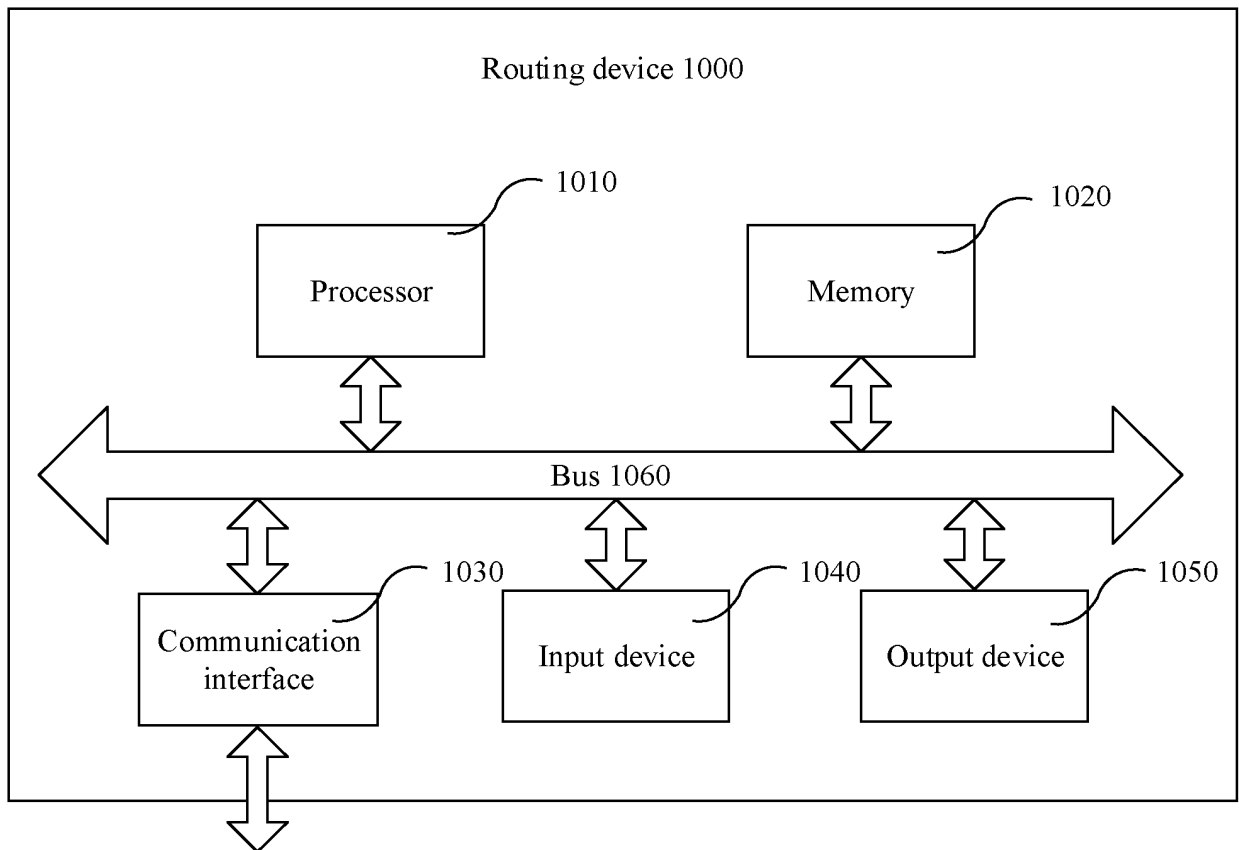 Routing device 1000
1010
1020
Processor
Memory
Bus 1060
1030
1040
1050
Communication
interface
Input device
Output device